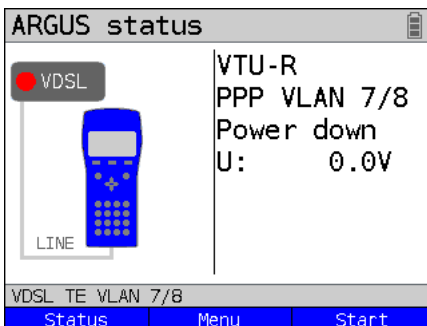 ARGUS status
VDSL
VTU-R
PPP VLAN 7/8
Power down
U: 0.0V
LINE
VDSL TE VLAN 7/8
Status Menu Start